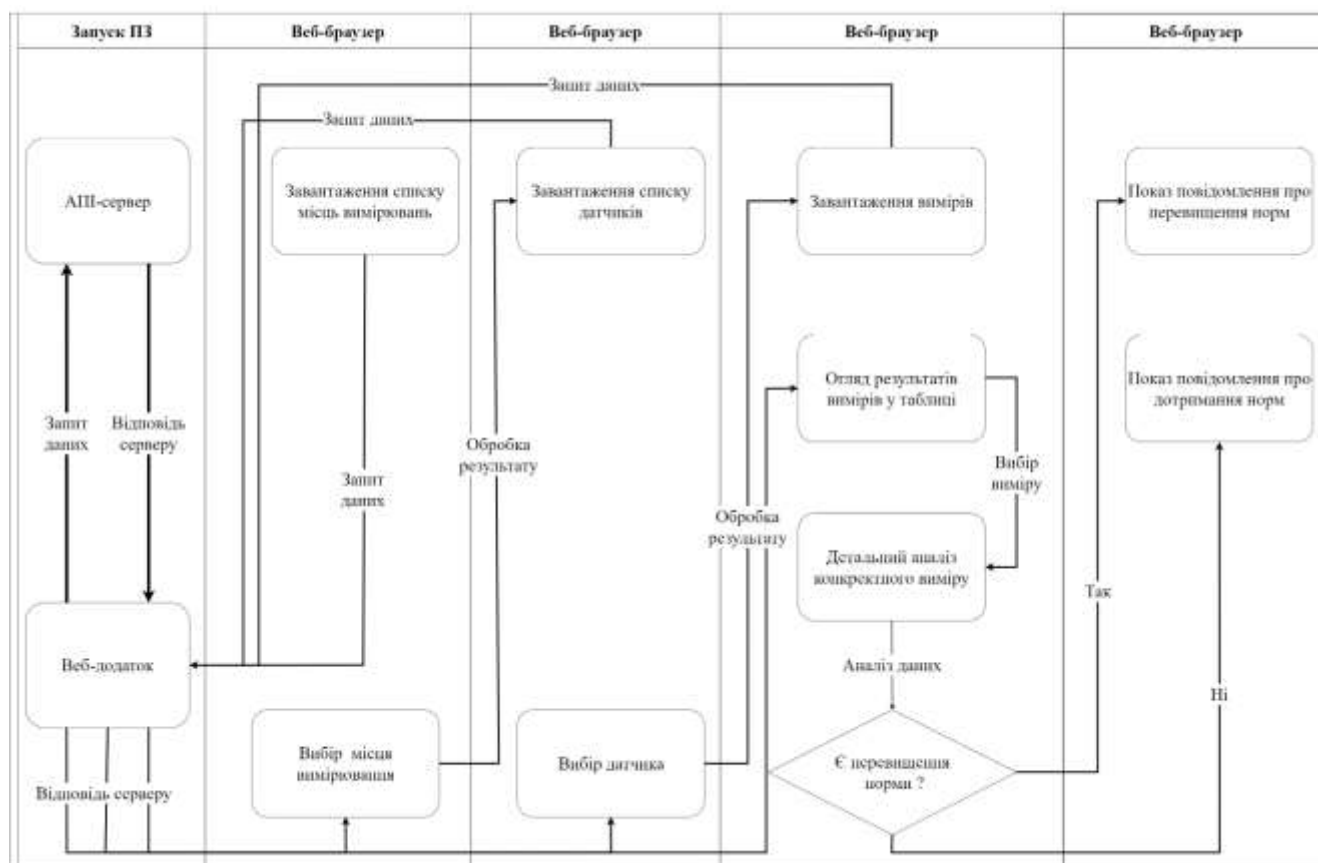 Запуск ПЗ
Веб-браузер
Веб-браузер
Веб-браузер
Веб-браузер
Запит даних
Запит даних
АПІ-сервер
Завантаження списку
місць вимірювань
Завантаження списку
датчиків
Завантаження вимірів
Показ повідомлення про
перевищення норм
Огляд результатів
вимірів у таблиці
Показ повідомлення про
дотримання норм
Запит
даних
Відповідь
серверу
Обробка
результату
Вибір
виміру
Запит
даних
Обробка
результату
Детальний аналіз
конкректного виміру
Так
Веб-додаток
Аналіз даних
Ні
Вибір місця
вимірювання
Вибір датчика
Є перевищення
норми ?
Відповідь серверу